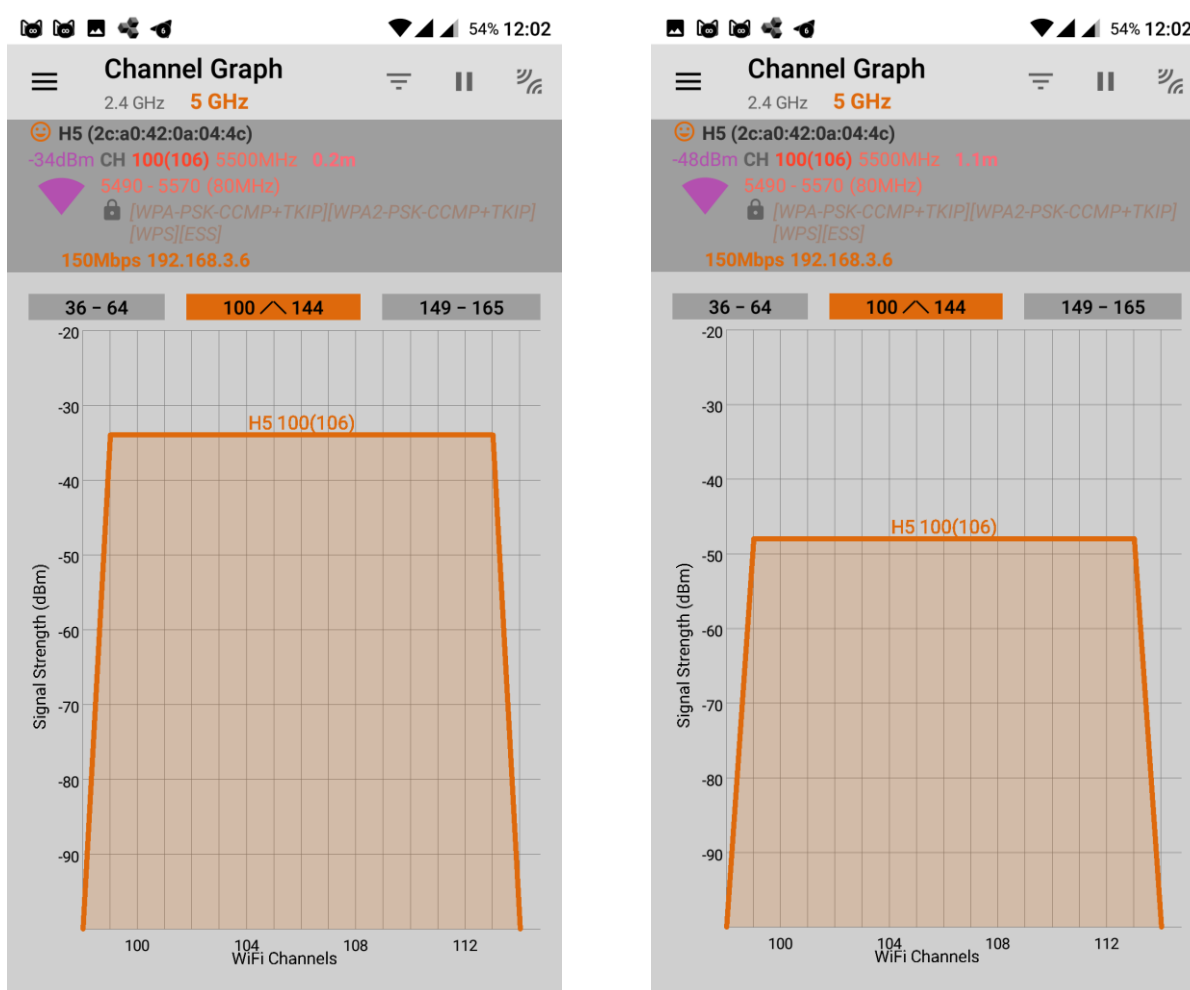 54% 12:02
Channel Graph
2.4 GHz 5 GHz
H5 (2c:a0:42:0a:04:4c)
-34dBm CH 100(106) 5500MHz 0.2m
5490 - 5570 (80MHz)
[WPA-PSK-CCMP+TKIP][WPA2-PSK-CCMP+TKIP]
[WPS][ESS]
150Mbps 192.168.3.6
36 – 64 100 144 149 – 165
H5 100(106)
-20
-30
-40
-50
-60
-70
-80
-90
Signal Strength (dBm)
100 104 108 112
WiFi Channels
54% 12:02
Channel Graph
2.4 GHz 5 GHz
H5 (2c:a0:42:0a:04:4c)
-48dBm CH 100(106) 5500MHz 1.1m
5490 - 5570 (80MHz)
[WPA-PSK-CCMP+TKIP][WPA2-PSK-CCMP+TKIP]
[WPS][ESS]
150Mbps 192.168.3.6
36 – 64 100 144 149 – 165
-20
-30
-40
H5 100(106)
-50
-60
-70
-80
-90
Signal Strength (dBm)
100 104 108 112
WiFi Channels